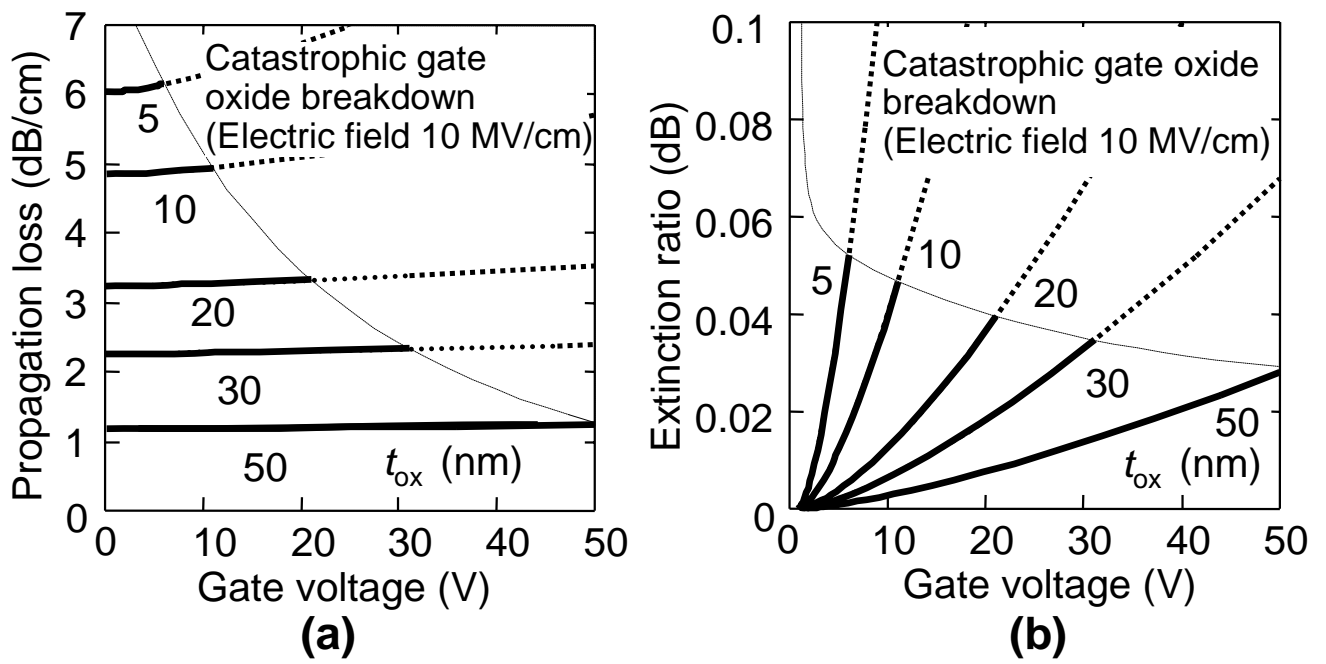 7
6
5
4
3
2
1
0
Propagation loss (dB/cm)
Catastrophic gate
oxide breakdown
(Electric field 10 MV/cm)
5
10
20
30
50
tox (nm)
0 10 20 30 40 50
Gate voltage (V)
(a)
0.1
0.08
0.06
0.04
0.02
0
Extinction ratio (dB)
Catastrophic gate oxide
breakdown
(Electric field 10 MV/cm)
5
10
20
30
50
tox (nm)
0 10 20 30 40 50
Gate voltage (V)
(b)